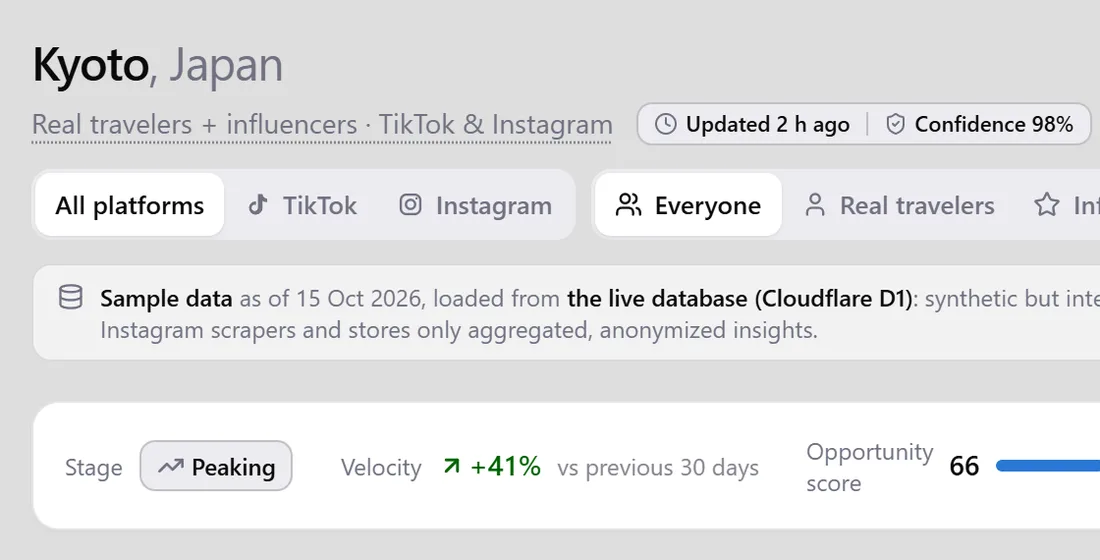 Kyoto, Japan
Real travelers + influencers · TikTok & Instagram
Updated 2 h ago
Confidence 98%
All platforms
TikTok
Instagram
Everyone
Real travelers
Sample data as of 15 Oct 2026, loaded from the live database (Cloudflare D1): synthetic but
Instagram scrapers and stores only aggregated, anonymized insights.
Stage
Peaking
Velocity
+41%
vs previous 30 days
Opportunity
score
66